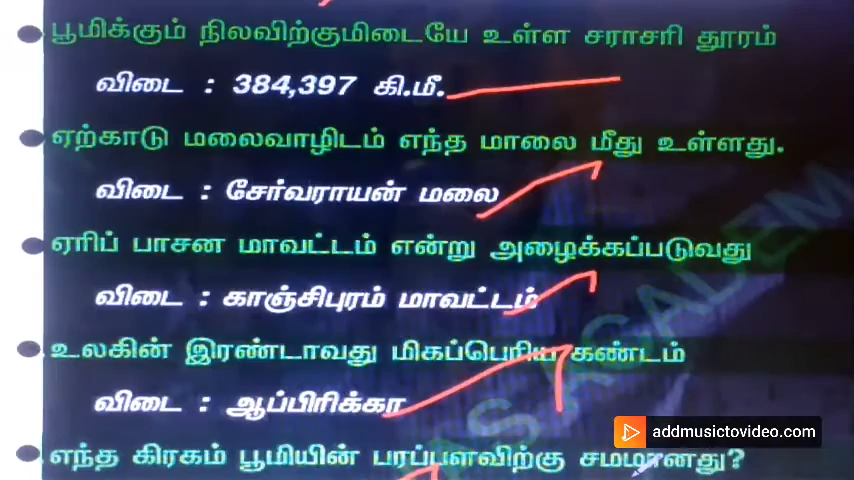 பூமிக்கும் நிலவிற்குமிடையே உள்ள சராசரி தூரம்
விடை : 384,397 கி.மீ.
ஏற்காடு மலைவாழிடம் எந்த மாலை மீது உள்ளது.
விடை : சேர்வராயன் மலை
ஏரிப் பாசன மாவட்டம் என்று அழைக்கப்படுவது
விடை : காஞ்சிபுரம் மாவட்டம்
உலகின் இரண்டாவது மிகப்பெரிய கண்டம்
விடை : ஆப்பிரிக்கா
எந்த கிரகம் பூமியின் பரப்பளவிற்கு சமமானது?
AS ACADEM
addmusictovideo.com